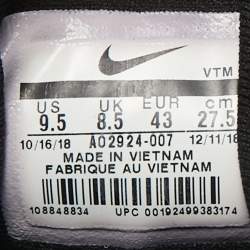 VTM
US UK EUR cm
9.5 8.5 43 27.5
10/16/18 AO2924-007 12/11/18
MADE IN VIETNAM
FABRIQUE AU VIETNAM
108848834 UPC 00192499383174